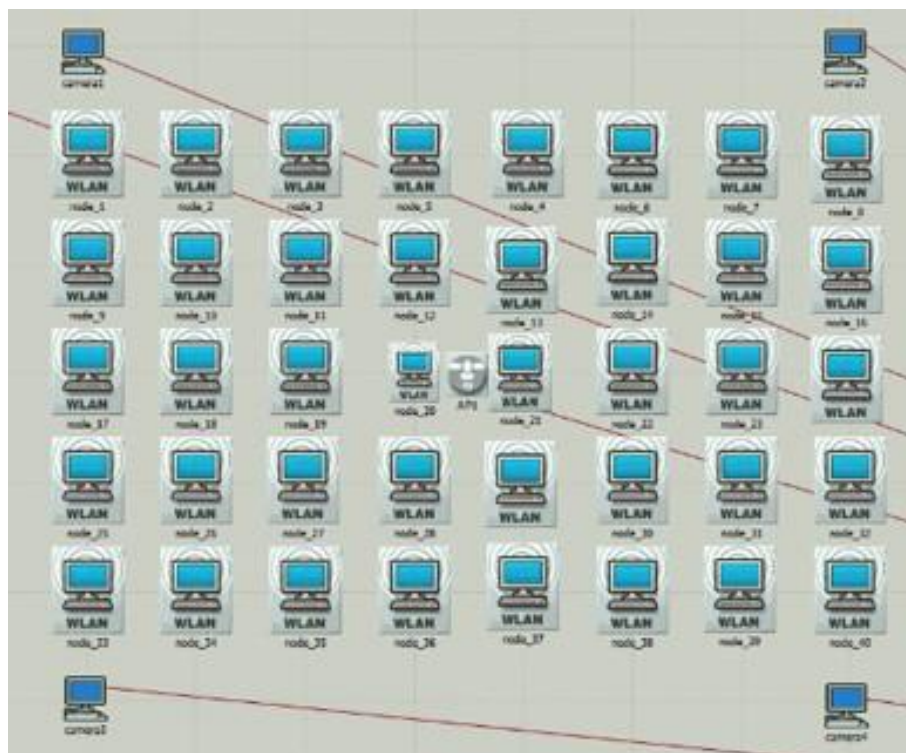 camera1 camera2
WLAN WLAN WLAN WLAN WLAN WLAN WLAN WLAN
node_1 node_2 node_3 node_5 node_4 node_6 node_7 node_8
WLAN WLAN WLAN WLAN WLAN WLAN WLAN WLAN
node_9 node_10 node_11 node_12 node_13 node_14 node_15 node_16
WLAN WLAN WLAN WLAN WLAN WLAN WLAN WLAN
node_17 node_18 node_19 node_20 node_21 node_22 node_23
WLAN WLAN WLAN WLAN WLAN WLAN WLAN WLAN
node_25 node_26 node_27 node_28 node_30 node_31 node_32
WLAN WLAN WLAN WLAN WLAN WLAN WLAN WLAN
node_33 node_34 node_35 node_36 node_37 node_38 node_39 node_40
camera3 camera4